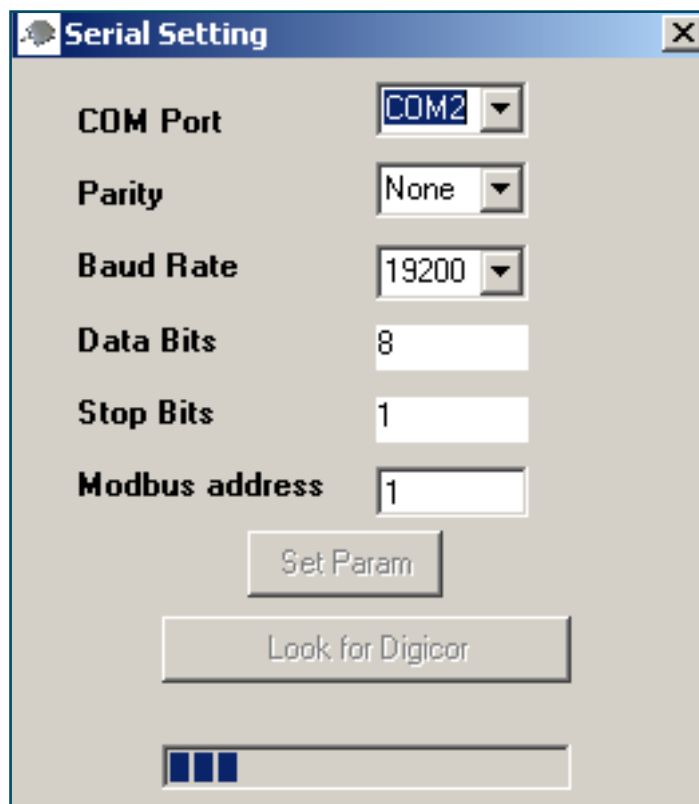 Serial Setting
COM Port COM2
Parity None
Baud Rate 19200
Data Bits 8
Stop Bits 1
Modbus address 1
Set Param
Look for Digicor